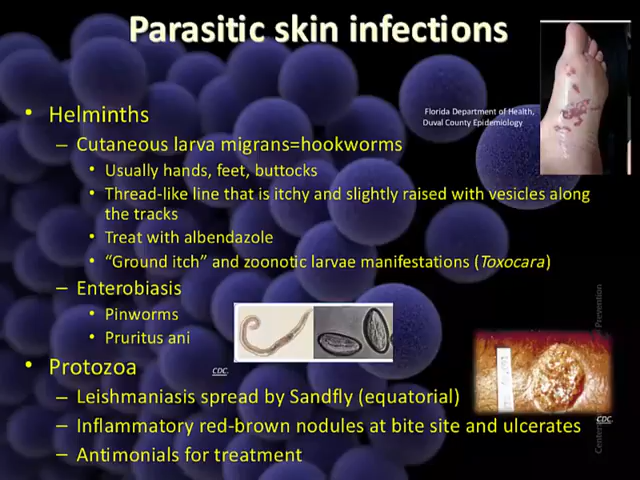 Parasitic skin infections
Florida Department of Health,
Duval County Epidemiology
• Helminths
– Cutaneous larva migrans=hookworms
• Usually hands, feet, buttocks
• Thread-like line that is itchy and slightly raised with vesicles along
the tracks
• Treat with albendazole
• “Ground itch” and zoonotic larvae manifestations (Toxocara)
– Enterobiasis
• Pinworms
• Pruritus ani
CDC.
• Protozoa
– Leishmaniasis spread by Sandfly (equatorial)
– Inflammatory red-brown nodules at bite site and ulcerates
– Antimonials for treatment
CDC.
Prevention